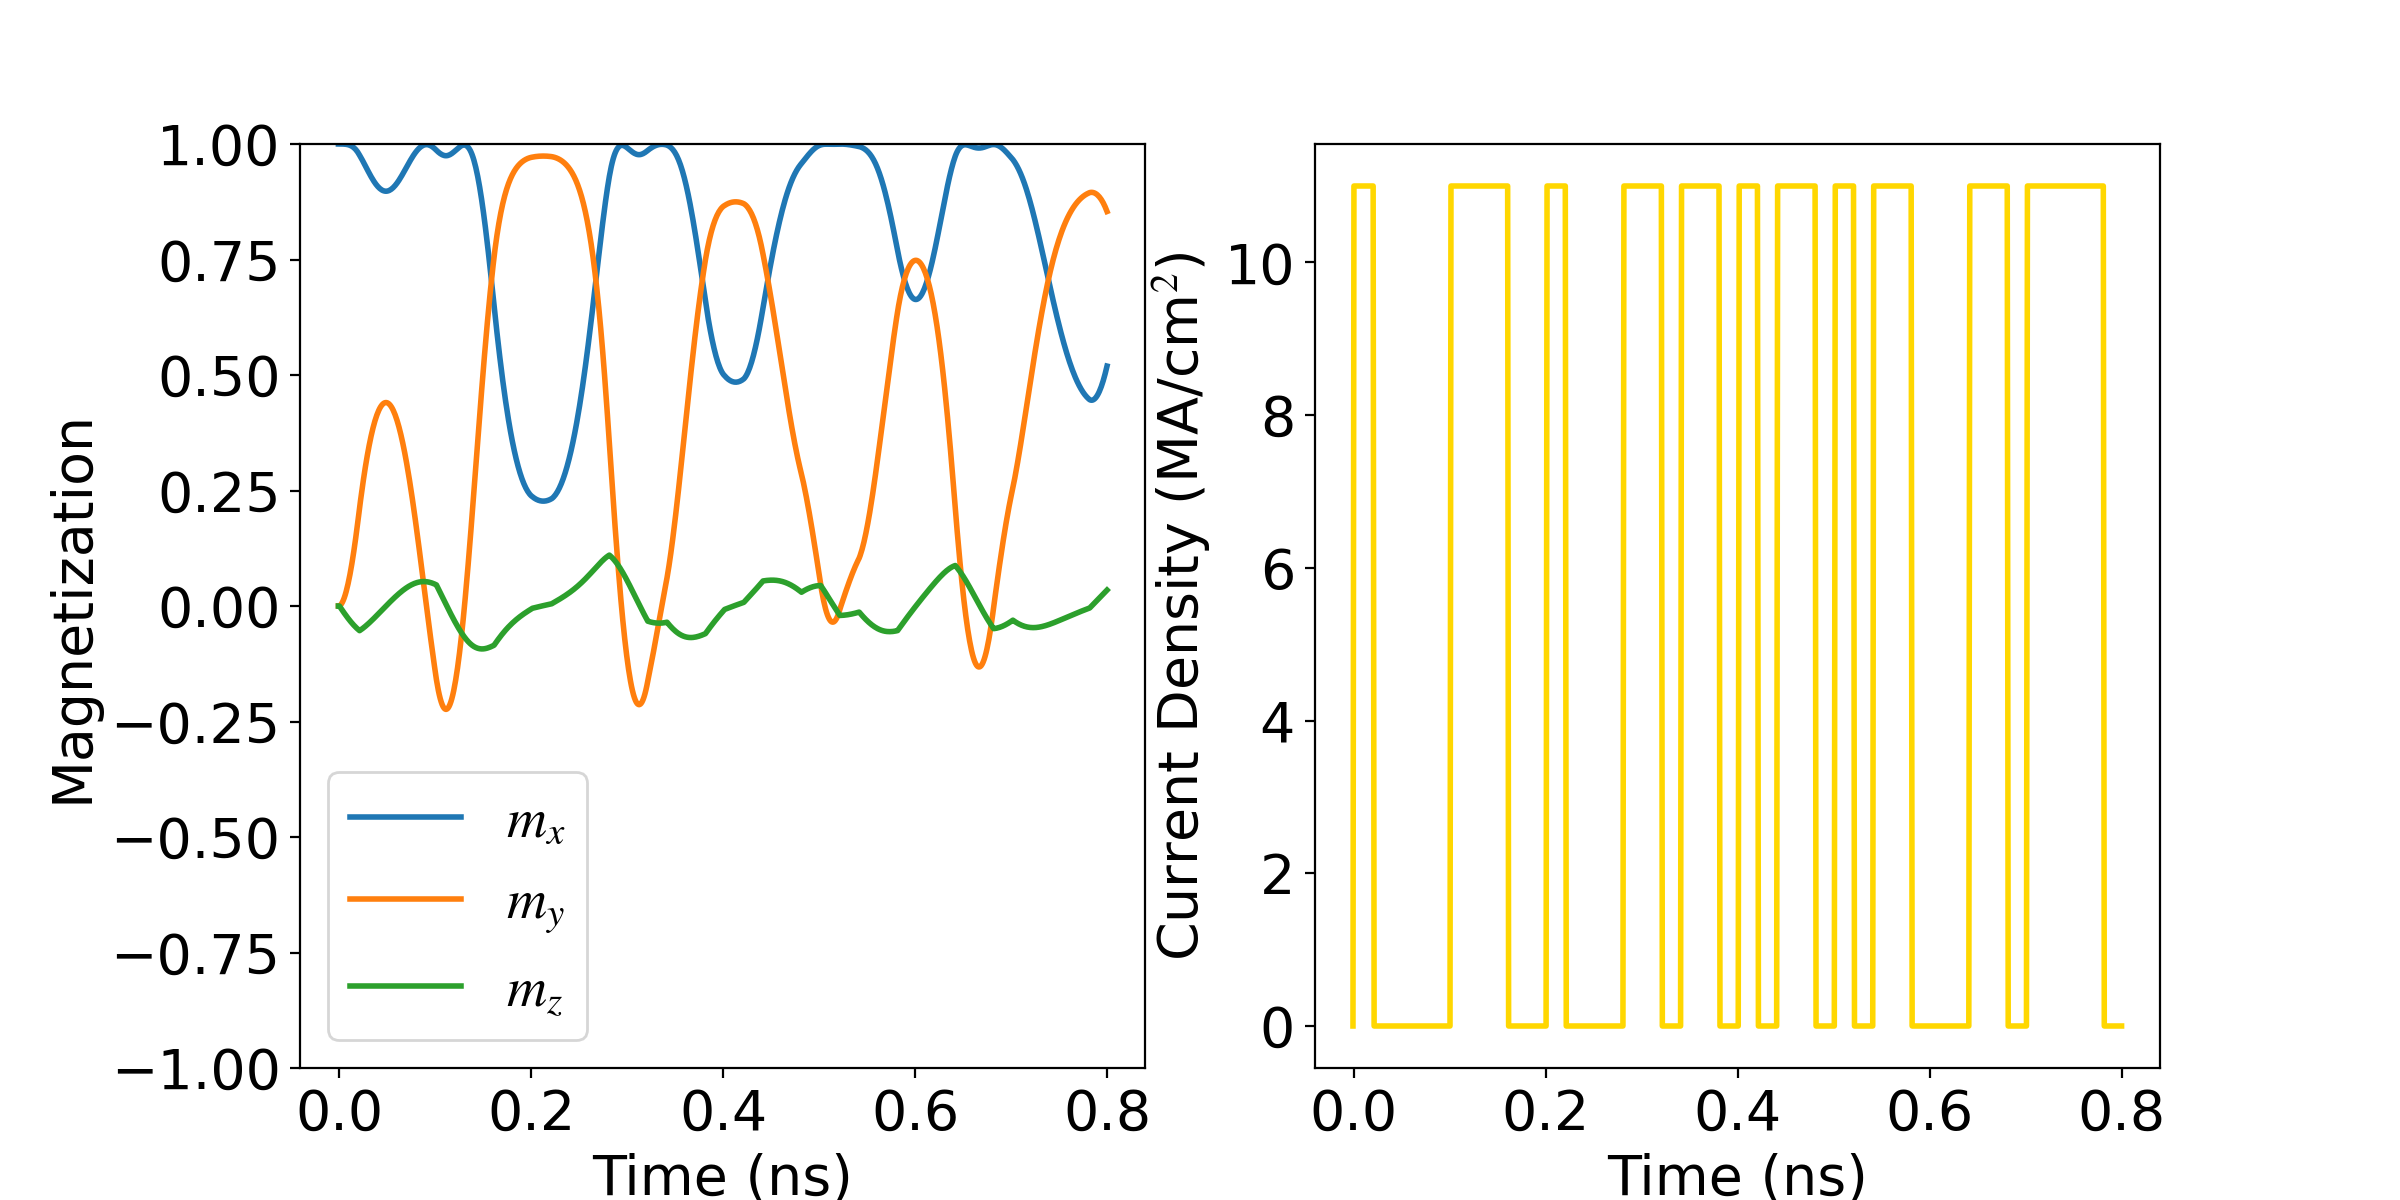 Magnetization
1.00
0.75
0.50
0.25
0.00
−0.25
−0.50
−0.75
−1.00
m_x
m_y
m_z
0.0 0.2 0.4 0.6 0.8
Time (ns)
Current Density (MA/cm²)
10
8
6
4
2
0
0.0 0.2 0.4 0.6 0.8
Time (ns)